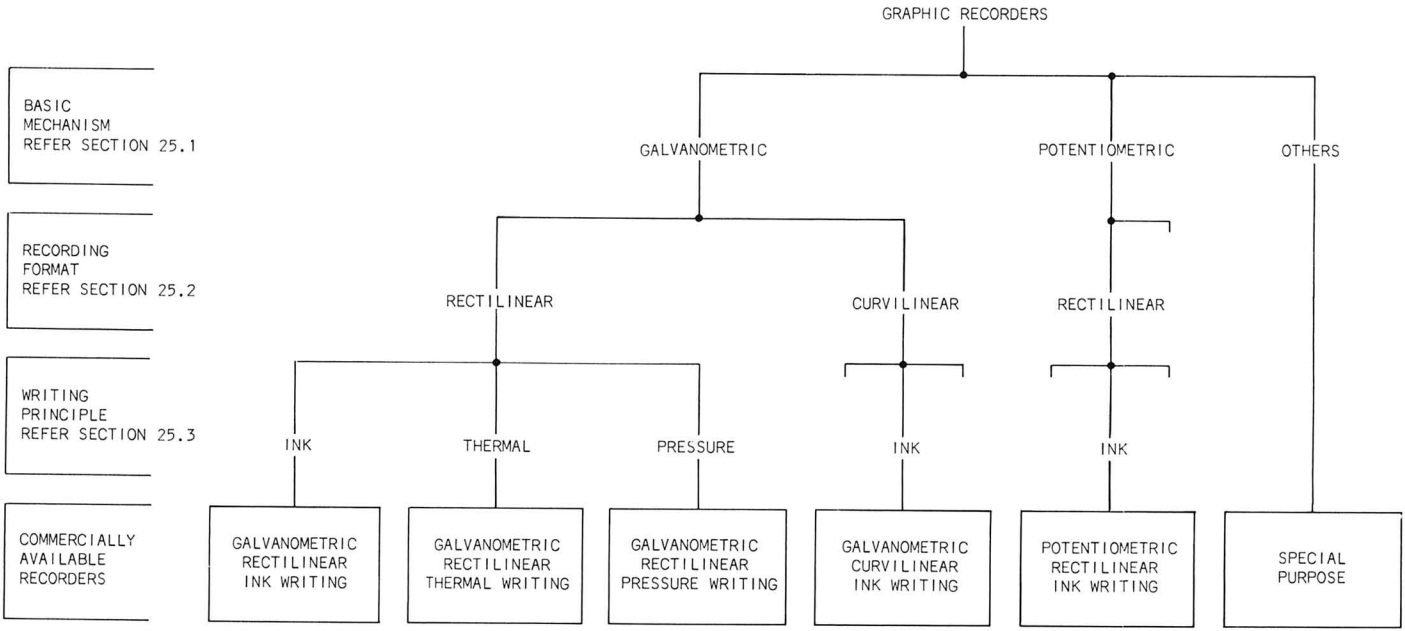 GRAPHIC RECORDERS
BASIC
MECHANISM
REFER SECTION 25.1
GALVANOMETRIC
POTENTIOMETRIC
OTHERS
RECORDING
FORMAT
REFER SECTION 25.2
RECTILINEAR
CURVILINEAR
RECTILINEAR
WRITING
PRINCIPLE
REFER SECTION 25.3
INK
THERMAL
PRESSURE
INK
INK
COMMERCIALLY
AVAILABLE
RECORDERS
GALVANOMETRIC
RECTILINEAR
INK WRITING
GALVANOMETRIC
RECTILINEAR
THERMAL WRITING
GALVANOMETRIC
RECTILINEAR
PRESSURE WRITING
GALVANOMETRIC
CURVILINEAR
INK WRITING
POTENTIOMETRIC
RECTILINEAR
INK WRITING
SPECIAL
PURPOSE